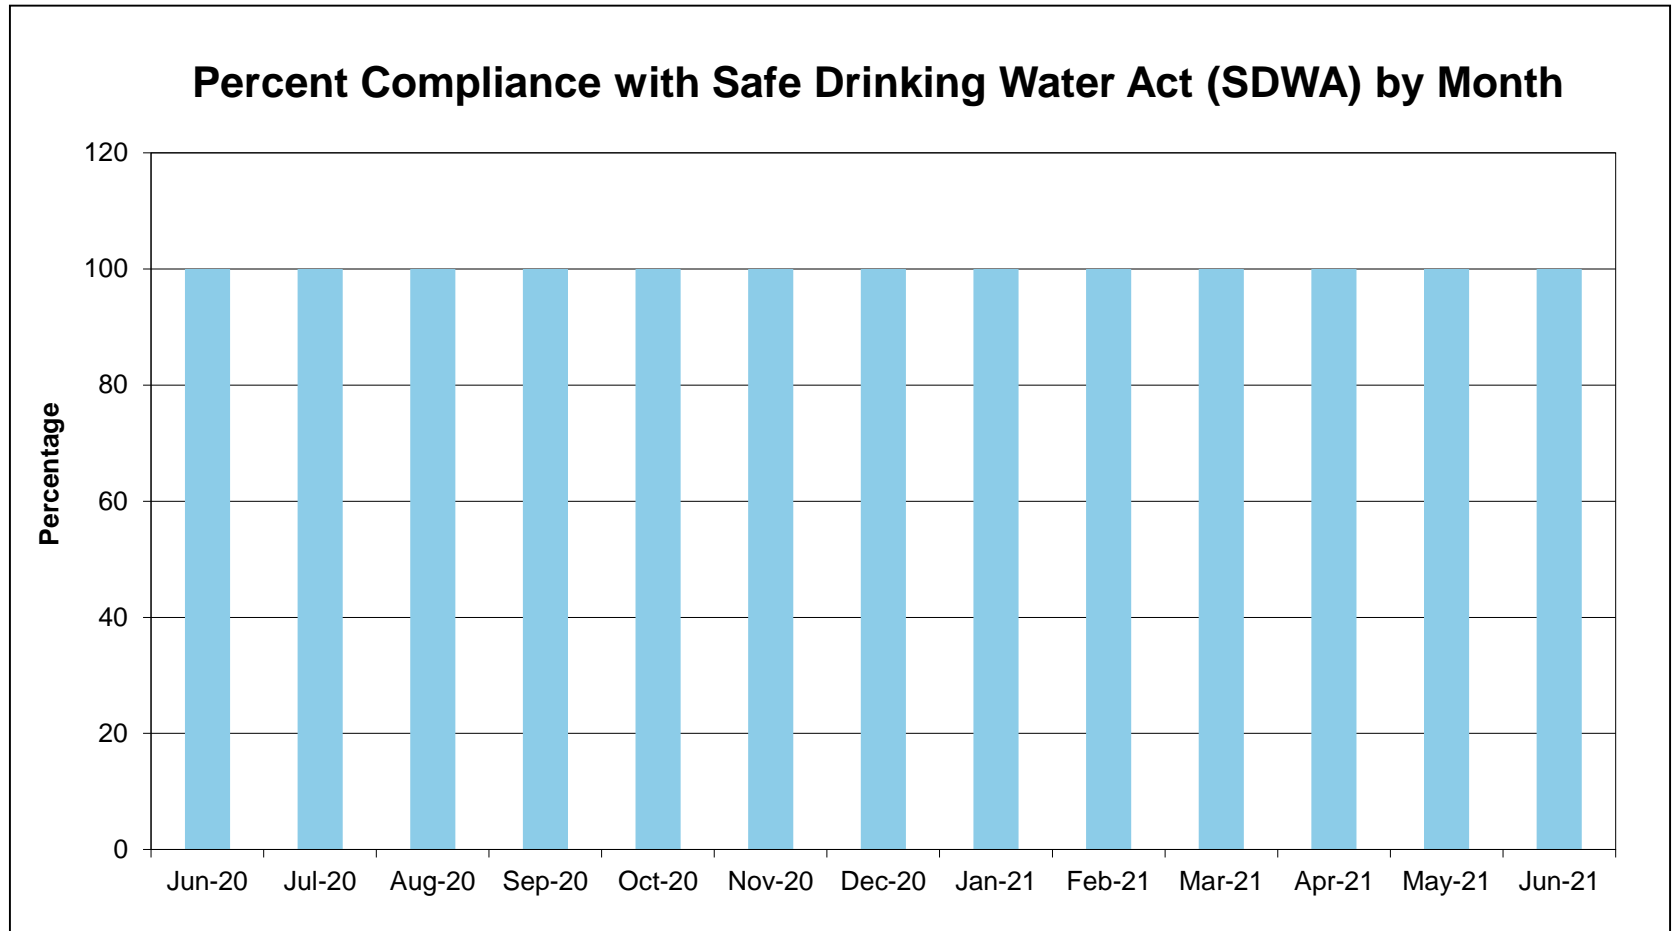 Percent Compliance with Safe Drinking Water Act (SDWA) by Month
120
100
80
60
40
20
0
Percentage
Jun-20 Jul-20 Aug-20 Sep-20 Oct-20 Nov-20 Dec-20 Jan-21 Feb-21 Mar-21 Apr-21 May-21 Jun-21